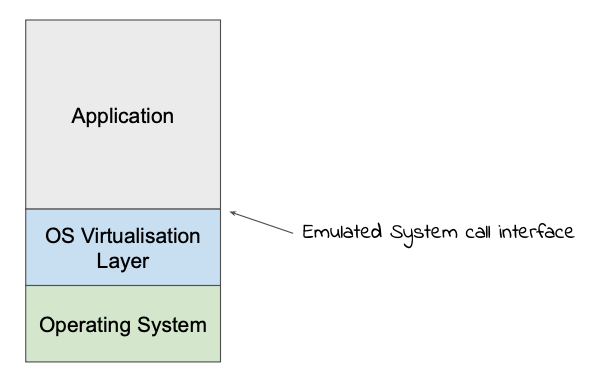 Application
OS Virtualisation
Layer
Emulated System call interface
Operating System